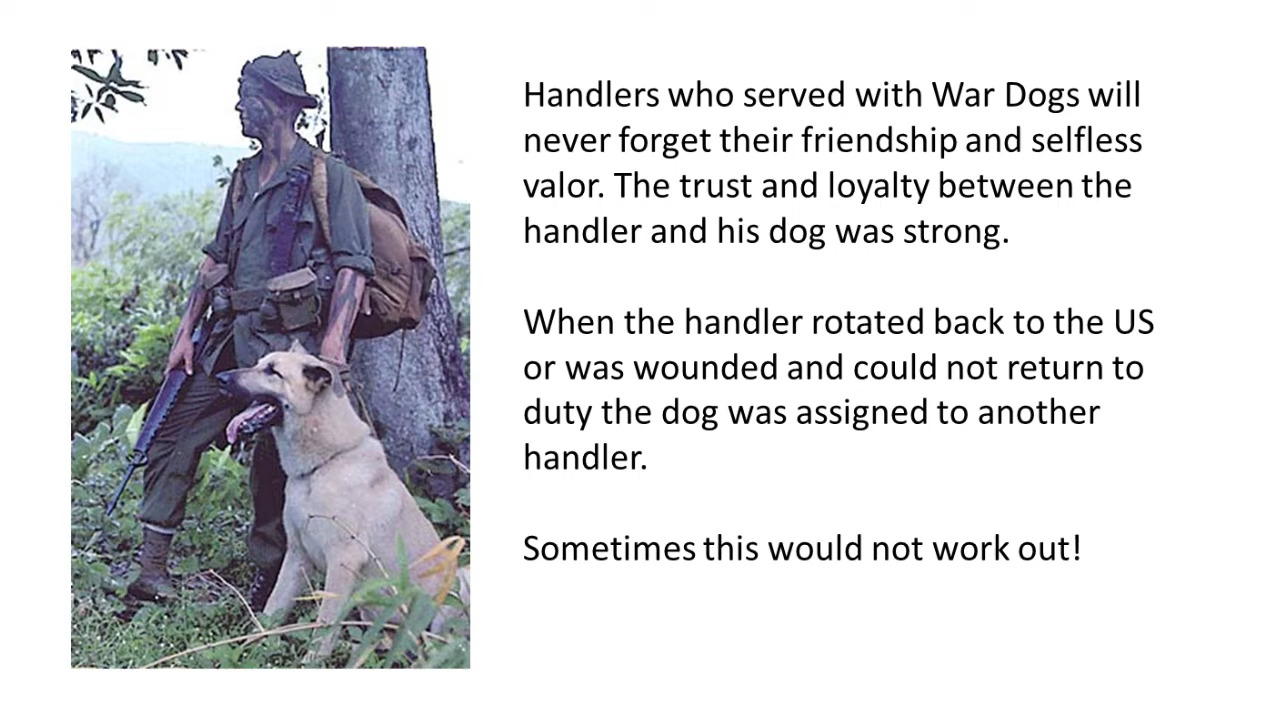 Handlers who served with War Dogs will
never forget their friendship and selfless
valor. The trust and loyalty between the
handler and his dog was strong.
When the handler rotated back to the US
or was wounded and could not return to
duty the dog was assigned to another
handler.
Sometimes this would not work out!